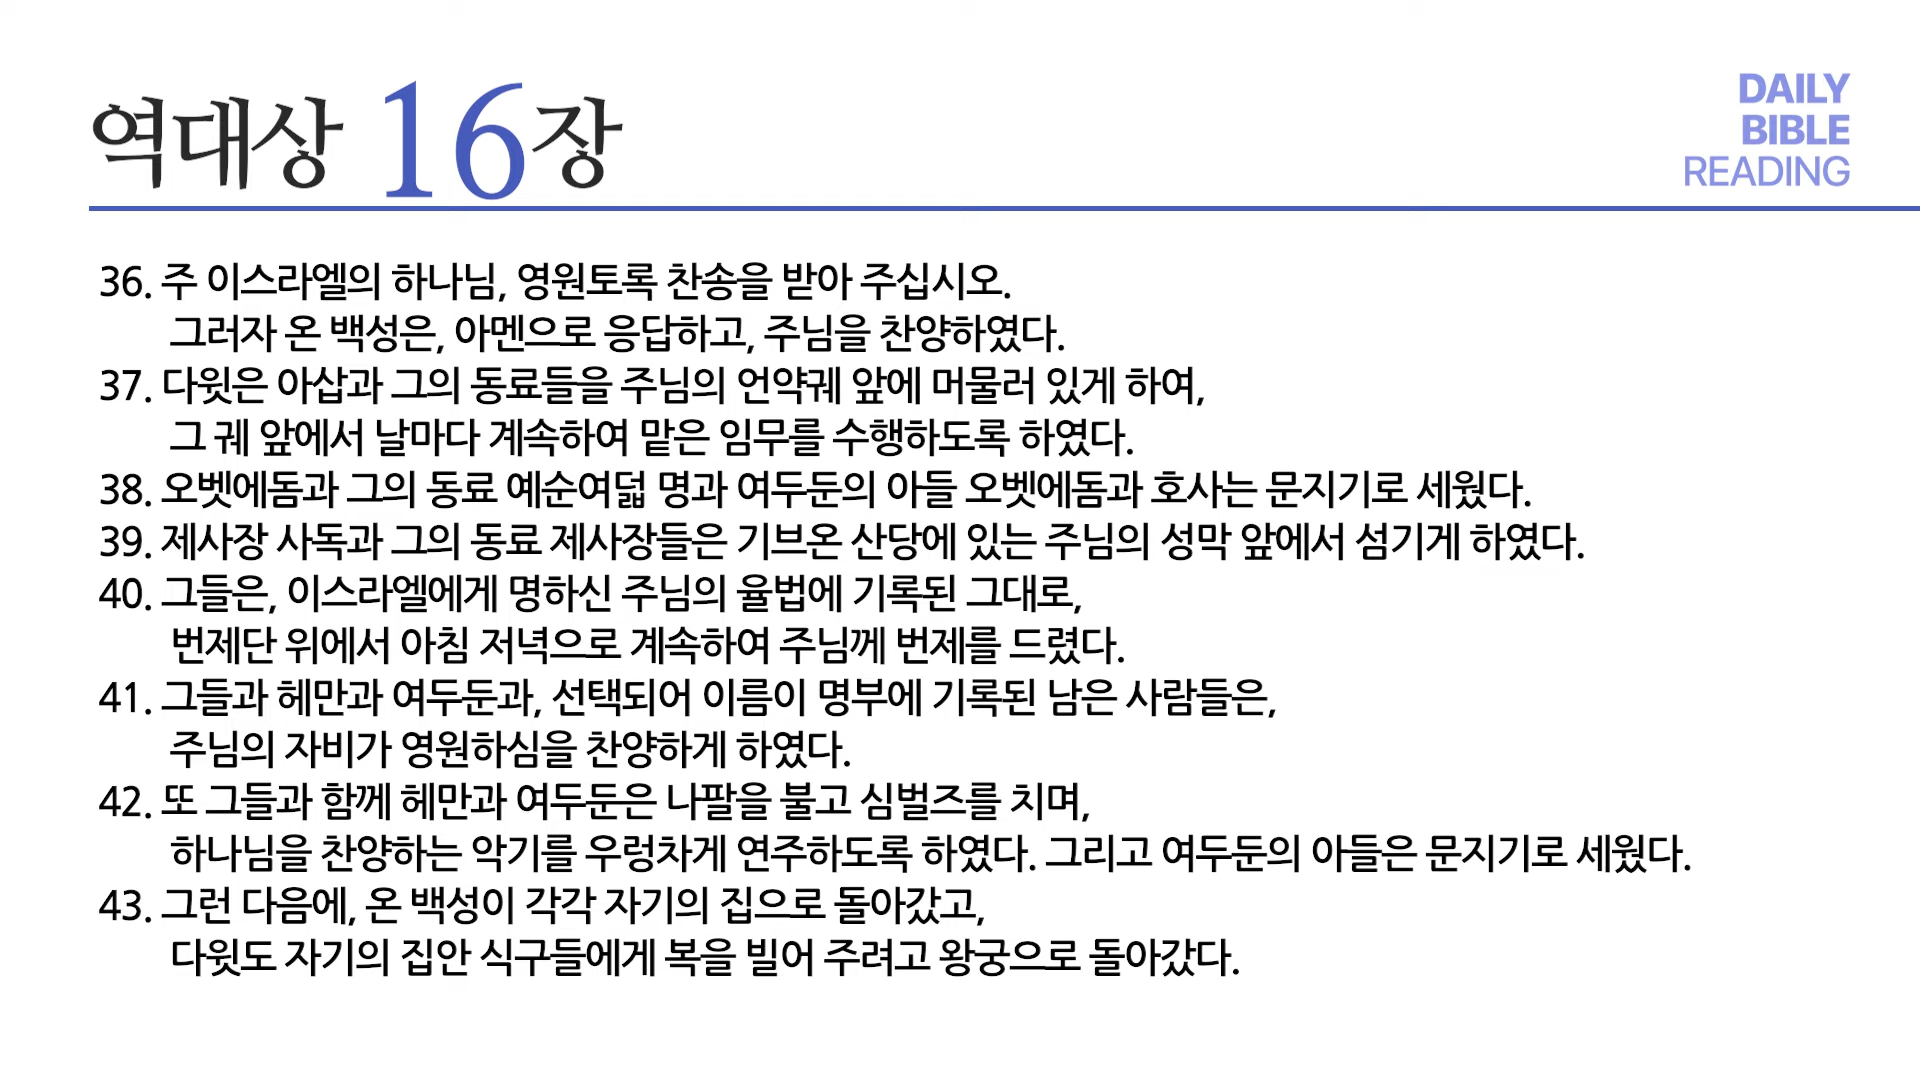 역대상 16장
DAILY
BIBLE
READING
36. 주 이스라엘의 하나님, 영원토록 찬송을 받아 주십시오.
그러자 온 백성은, 아멘으로 응답하고, 주님을 찬양하였다.
37. 다윗은 아삽과 그의 동료들을 주님의 언약궤 앞에 머물러 있게 하여,
그 궤 앞에서 날마다 계속하여 맡은 임무를 수행하도록 하였다.
38. 오벳에돔과 그의 동료 예순여덟 명과 여두둔의 아들 오벳에돔과 호사는 문지기로 세웠다.
39. 제사장 사독과 그의 동료 제사장들은 기브온 산당에 있는 주님의 성막 앞에서 섬기게 하였다.
40. 그들은, 이스라엘에게 명하신 주님의 율법에 기록된 그대로,
번제단 위에서 아침 저녁으로 계속하여 주님께 번제를 드렸다.
41. 그들과 헤만과 여두둔과, 선택되어 이름이 명부에 기록된 남은 사람들은,
주님의 자비가 영원하심을 찬양하게 하였다.
42. 또 그들과 함께 헤만과 여두둔은 나팔을 불고 심벌즈를 치며,
하나님을 찬양하는 악기를 우렁차게 연주하도록 하였다. 그리고 여두둔의 아들은 문지기로 세웠다.
43. 그런 다음에, 온 백성이 각각 자기의 집으로 돌아갔고,
다윗도 자기의 집안 식구들에게 복을 빌어 주려고 왕궁으로 돌아갔다.